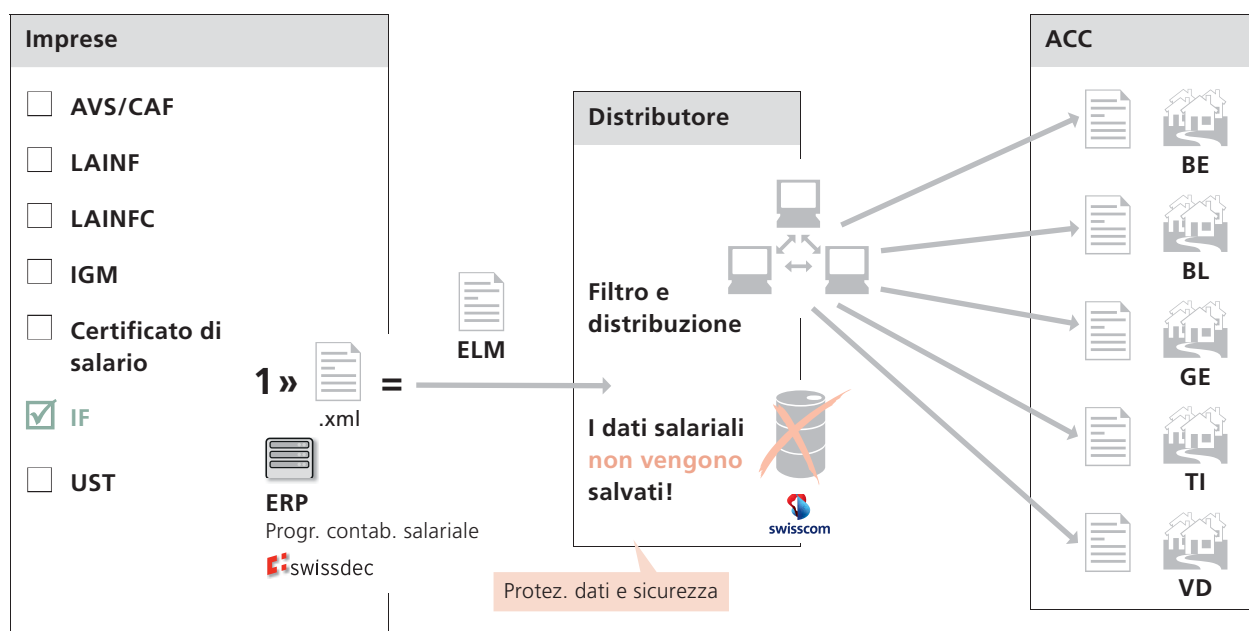 Imprese
AVS/CAF
LAINF
LAINFC
IGM
Certificato di
salario
IF
UST
1» =
.xml
ERP
Progr. contab. salariale
swissdec
ELM
Distributore
Filtro e
distribuzione
I dati salariali
non vengono
salvati!
swisscom
Protez. dati e sicurezza
ACC
BE
BL
GE
TI
VD